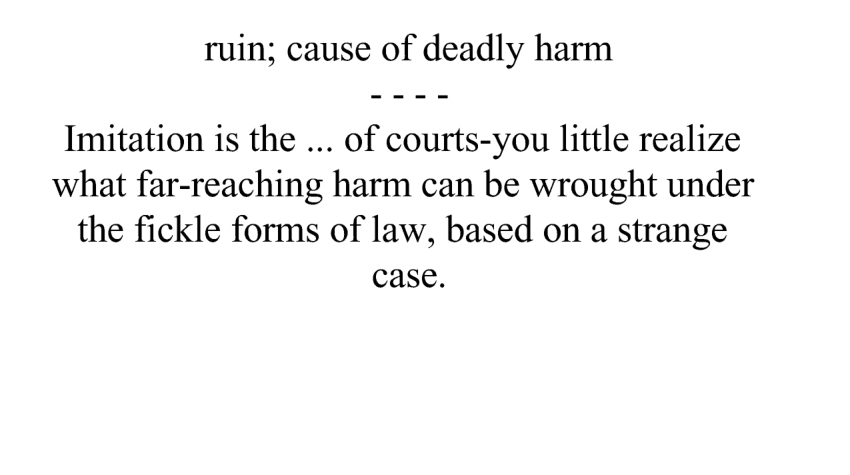 ruin; cause of deadly harm
- - - -
Imitation is the ... of courts-you little realize
what far-reaching harm can be wrought under
the fickle forms of law, based on a strange
case.